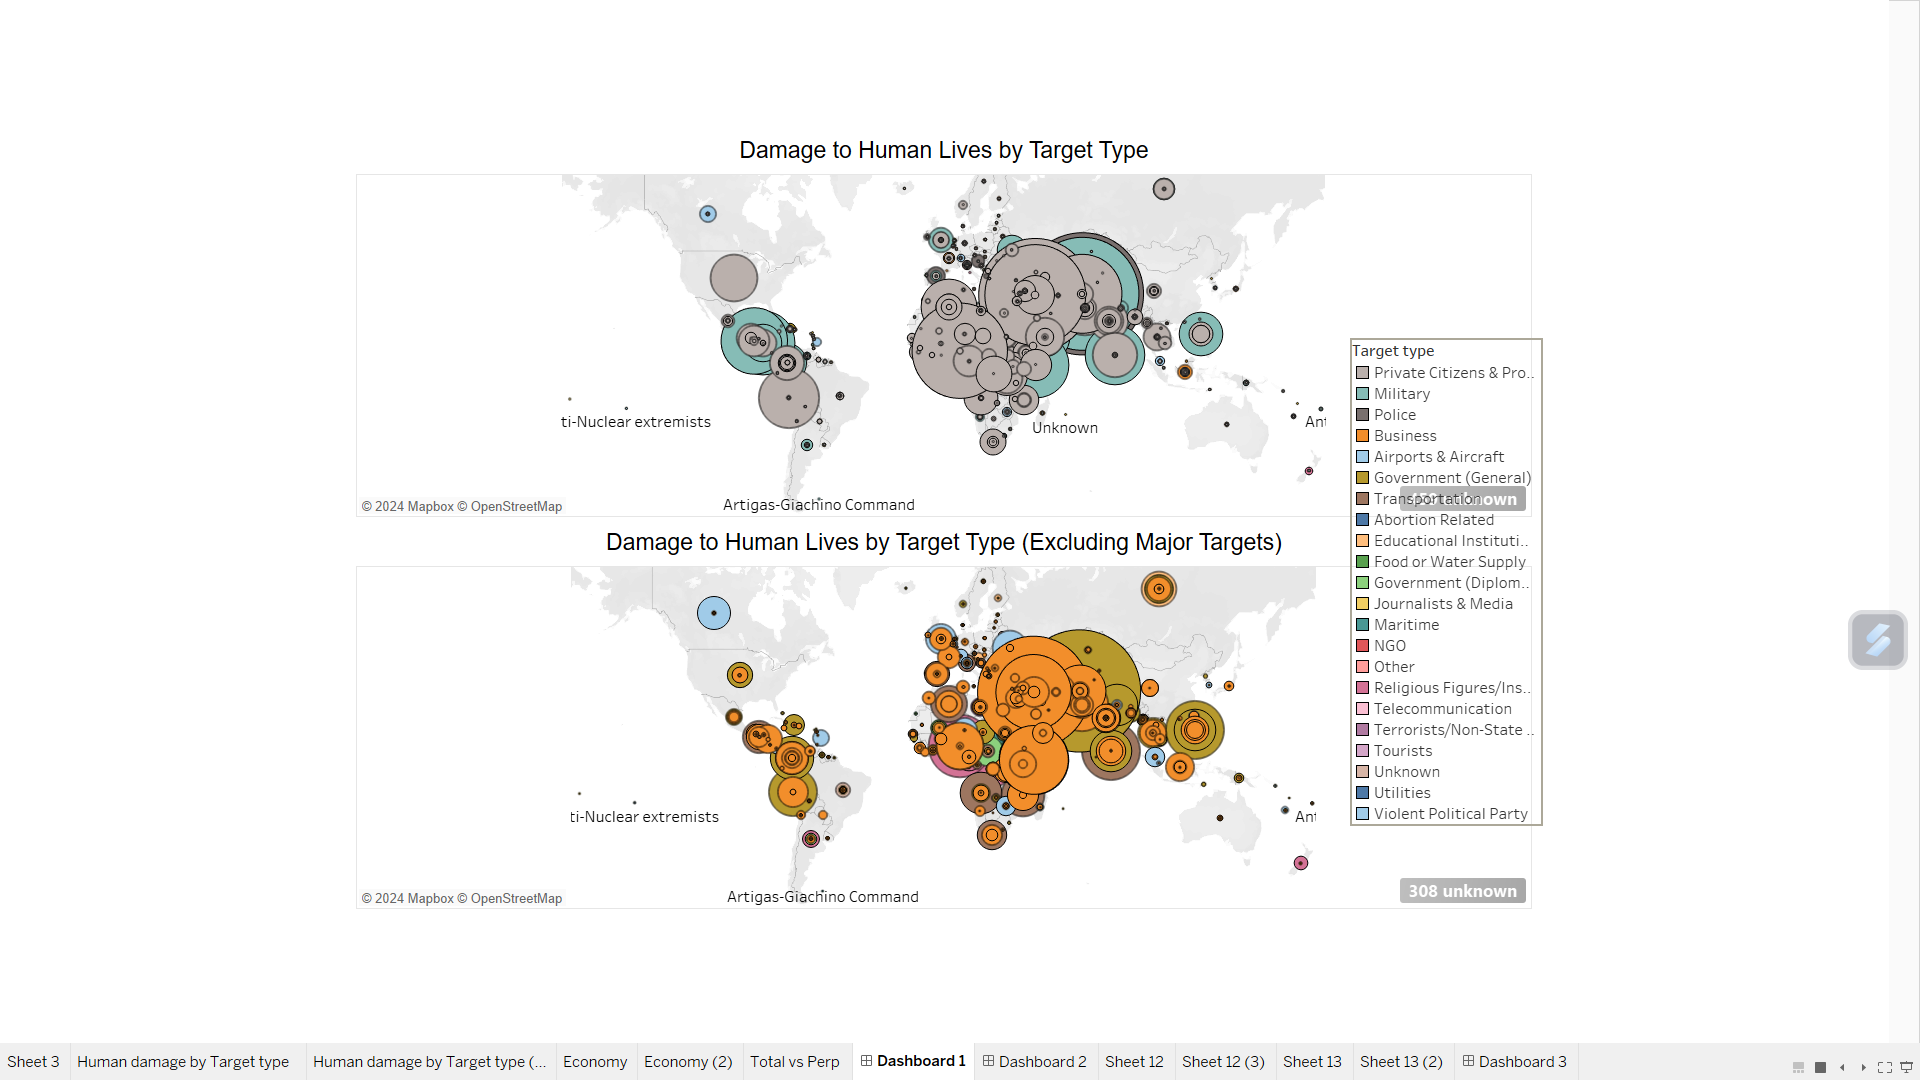 Damage to Human Lives by Target Type
ti-Nuclear extremists
Unknown
Ant
Artigas-Giachino Command
© 2024 Mapbox © OpenStreetMap
Target type
Private Citizens & Pro..
Military
Police
Business
Airports & Aircraft
Government (General)
Transportation
Abortion Related
Educational Instituti..
Food or Water Supply
Government (Diplom..
Journalists & Media
Maritime
NGO
Other
Religious Figures/Ins..
Telecommunication
Terrorists/Non-State ..
Tourists
Unknown
Utilities
Violent Political Party
Damage to Human Lives by Target Type (Excluding Major Targets)
ti-Nuclear extremists
Ant
Artigas-Giachino Command
© 2024 Mapbox © OpenStreetMap
308 unknown
Sheet 3 Human damage by Target type Human damage by Target type (... Economy Economy (2) Total vs Perp Dashboard 1 Dashboard 2 Sheet 12 Sheet 12 (3) Sheet 13 Sheet 13 (2) Dashboard 3